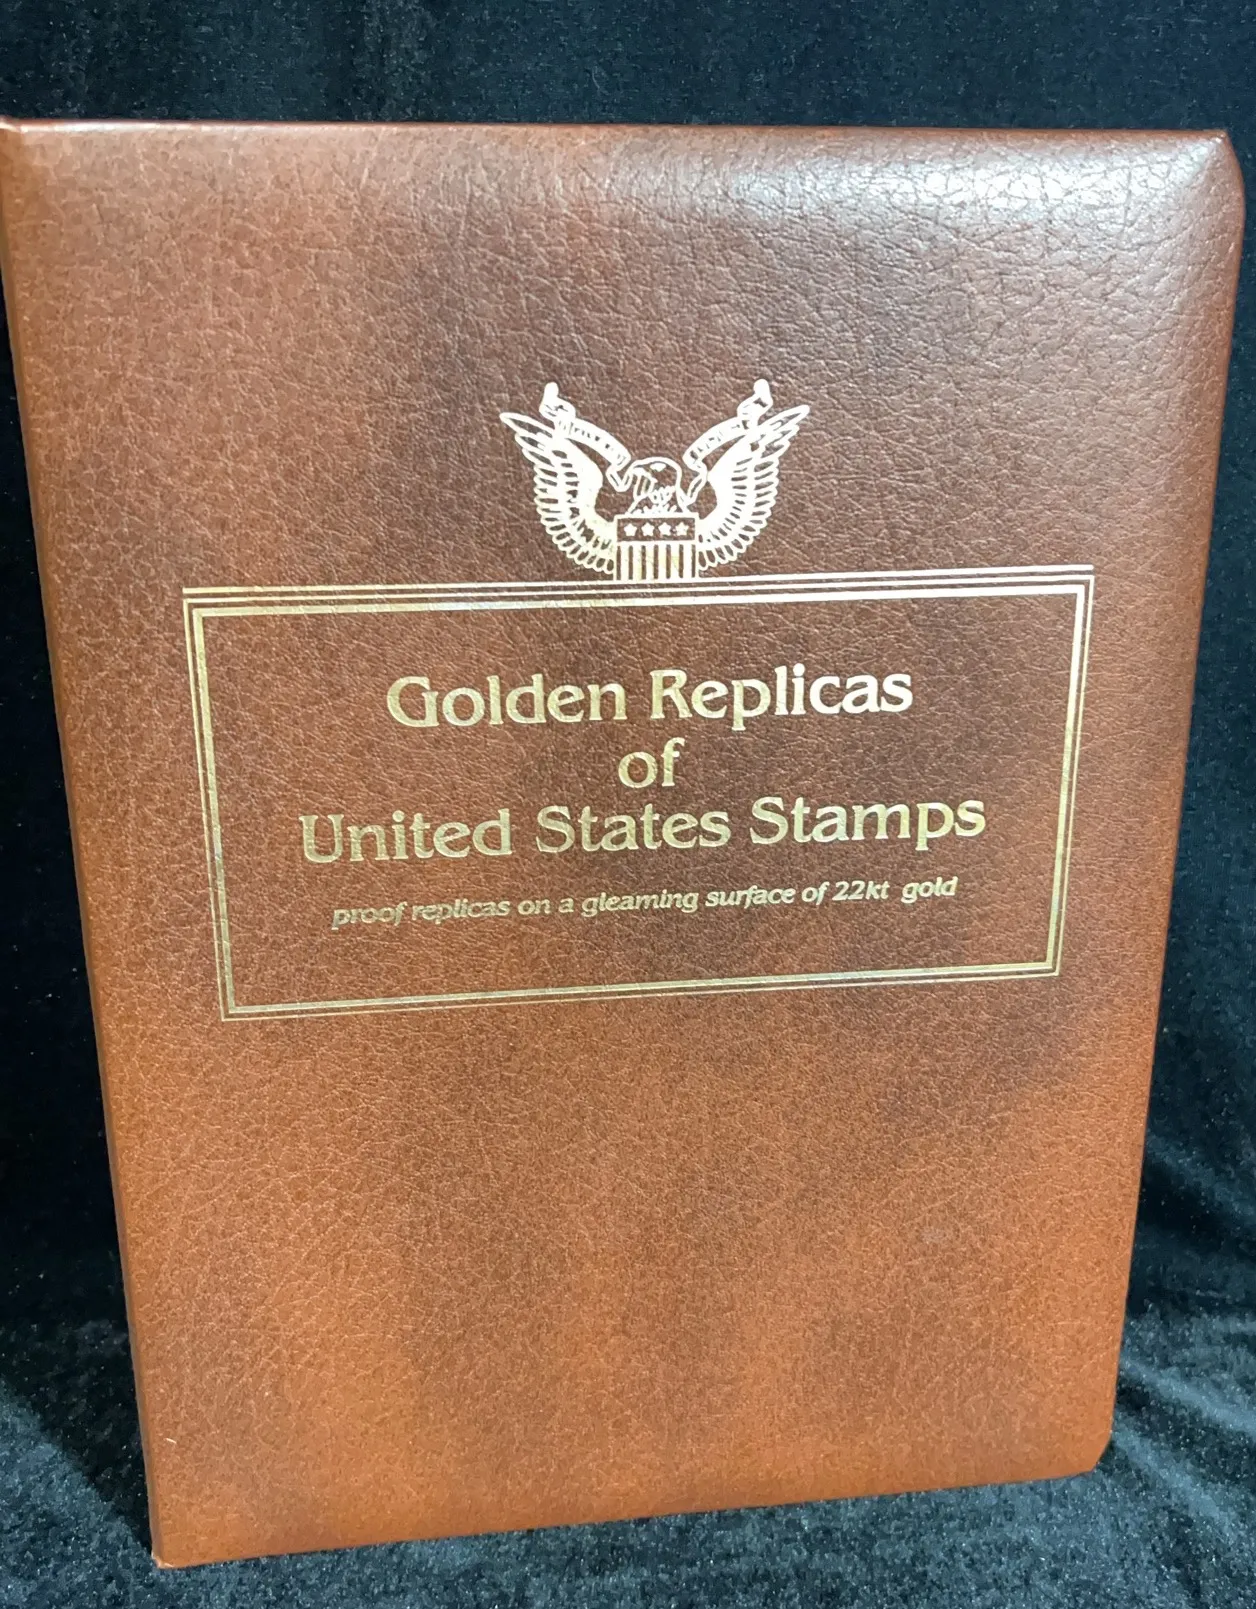 Golden Replicas
of
United States Stamps
proof replicas on a gleaming surface of 22kt gold